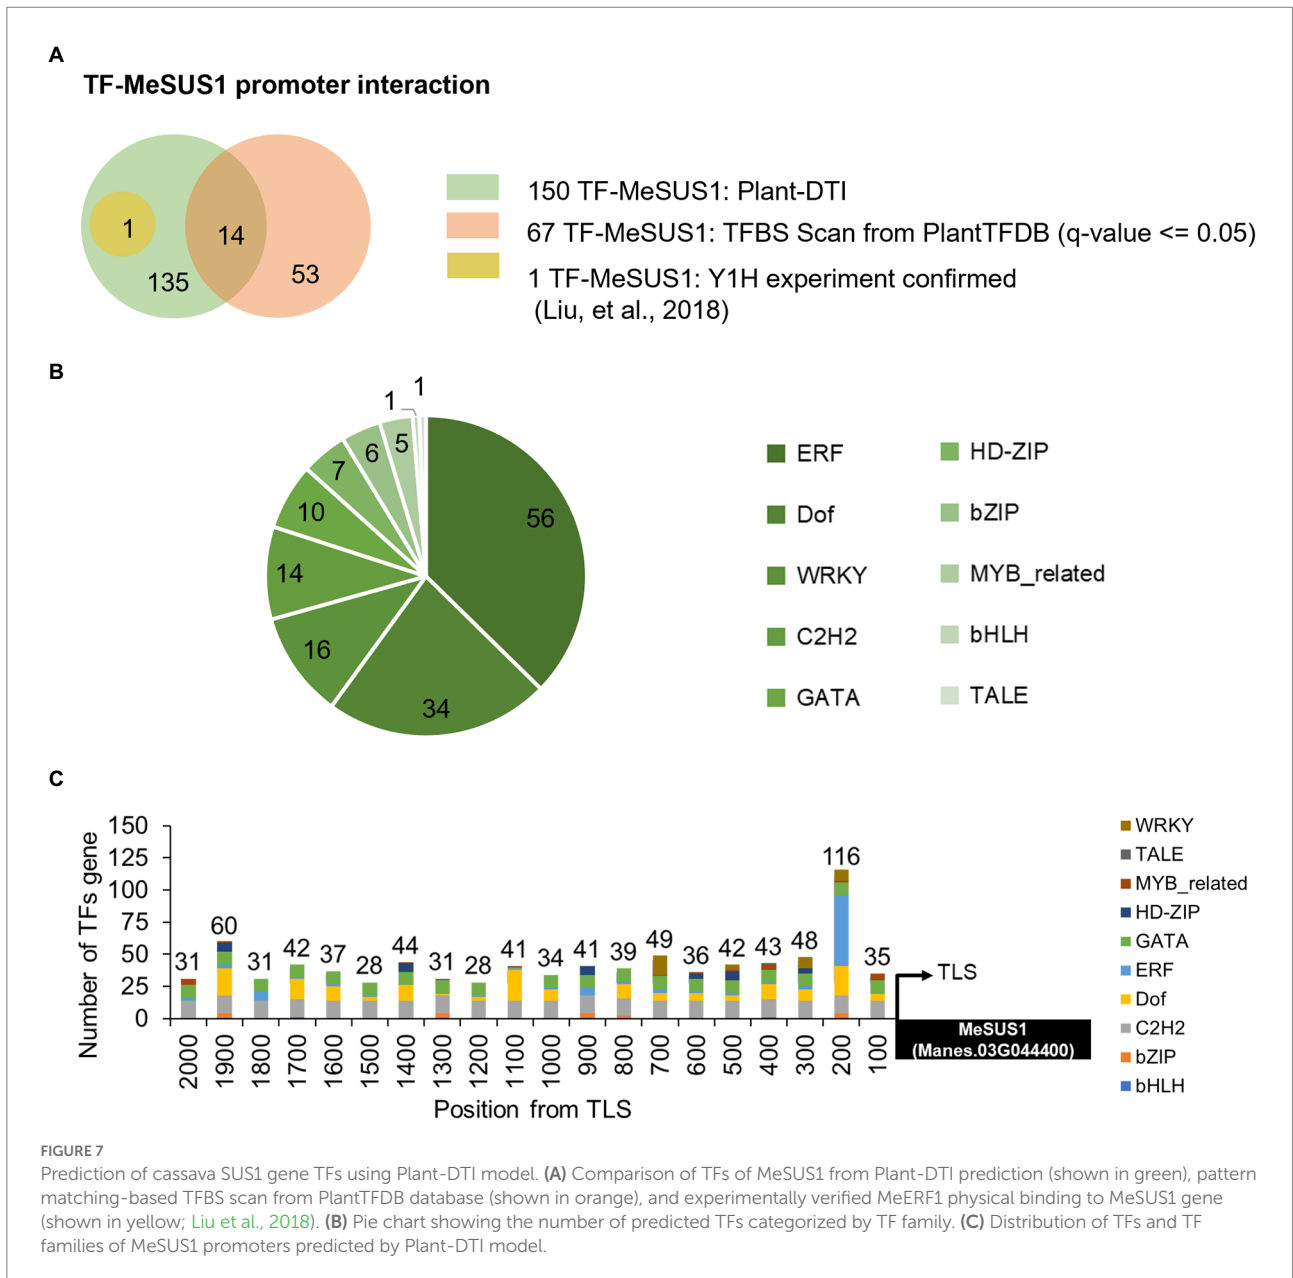 A
TF-MeSUS1 promoter interaction
1
14
135
53
150 TF-MeSUS1: Plant-DTI
67 TF-MeSUS1: TFBS Scan from PlantTFDB (q-value <= 0.05)
1 TF-MeSUS1: Y1H experiment confirmed
(Liu, et al., 2018)
B
1
1
5
6
7
10
14
16
34
56
ERF
Dof
WRKY
C2H2
GATA
HD-ZIP
bZIP
MYB_related
bHLH
TALE
C
Number of TFs gene
150
125
100
75
50
25
0
31
60
31
42
37
28
44
31
28
41
34
41
39
49
36
42
43
48
116
35
2000
1900
1800
1700
1600
1500
1400
1300
1200
1100
1000
900
800
700
600
500
400
300
200
100
Position from TLS
TLS
MeSUS1
(Manes.03G044400)
WRKY
TALE
MYB_related
HD-ZIP
GATA
ERF
Dof
C2H2
bZIP
bHLH
FIGURE 7
Prediction of cassava SUS1 gene TFs using Plant-DTI model. (A) Comparison of TFs of MeSUS1 from Plant-DTI prediction (shown in green), pattern
matching-based TFBS scan from PlantTFDB database (shown in orange), and experimentally verified MeERF1 physical binding to MeSUS1 gene
(shown in yellow; Liu et al., 2018). (B) Pie chart showing the number of predicted TFs categorized by TF family. (C) Distribution of TFs and TF
families of MeSUS1 promoters predicted by Plant-DTI model.